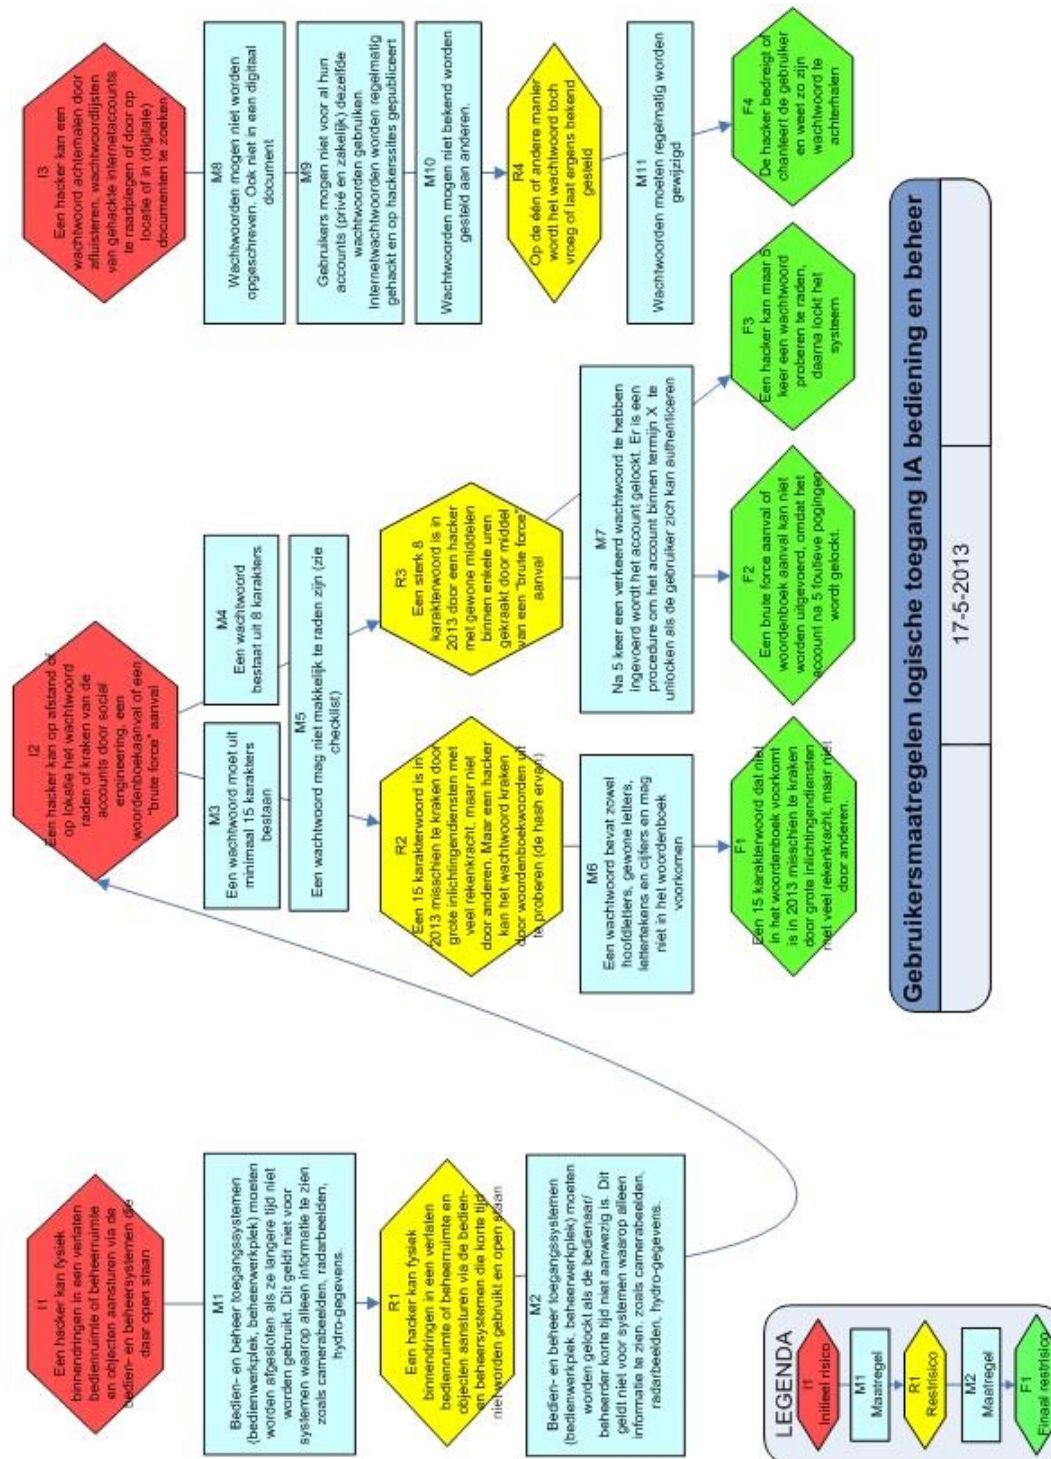 I1
Een hacker kan fysiek
binnendringen in een verlaten
bedienruimte of beheerruimte
en objecten aansturen via de
bedien- en beheersystemen die
daar open staan
M1
Bedien- en beheer toegangssystemen
(bedienwerkplek, beheerwerkplek) moeten
worden afgesloten als ze langere tijd niet
worden gebruikt. Dit geldt niet voor
systemen waarop alleen informatie te zien.
zoals camerabeelden, radarbeelden,
hydro-gegevens.
R1
Een hacker kan fysiek
binnendringen in een verlaten
bedienruimte of beheerruimte en
objecten aansturen via de bedien-
en beheersystemen die korte tijd
niet worden gebruikt en open staan
M2
Bedien- en beheer toegangssystemen
(bedienwerkplek, beheerwerkplek) moeten
worden gelockt als de bedienaar/
beheerder korte tijd niet aanwezig is. Dit
geldt niet voor systemen waarop alleen
informatie te zien. zoals camerabeelden,
radarbeelden, hydro-gegevens.
I2
Een hacker kan op afstand of
op lokatie het wachtwoord
raden of kraken van de
accounts door social
engineering, een
woordenboekaanval of een
"brute force" aanval
M3
Een wachtwoord moet uit
minimaal 15 karakters
bestaan
M4
Een wachtwoord
bestaat uit 8 karakters
M5
Een wachtwoord mag niet makkelijk te raden zijn (zie
checklist)
R2
Een 15 karakterwoord is in
2013 misschien te kraken door
grote inlichtingendiensten met
veel rekenkracht, maar niet
door anderen. Maar een hacker
kan het wachtwoord kraken
door woordenboekwoorden uit
te proberen (de hash ervan)
R3
Een sterk 8
karakterwoord is in
2013 door een hacker
met gewone middelen
binnen enkele uren
gekraakt door middel
van een "brute force"
aanval
M6
Een wachtwoord bevat zowel
hoofdletters, gewone letters,
lettertekens en cijfers en mag
niet in het woordenboek
voorkomen
M7
Na 5 keer een verkeerd wachtwoord te hebben
ingevoerd wordt het account gelockt. Er is een
procedure om het account binnen termijn X te
unlocken als de gebruiker zich kan authenticeren
F1
Een 15 karakterwoord dat niet
in het woordenboek voorkomt
is in 2013 misschien te kraken
door grote inlichtingendiensten
met veel rekenkracht, maar niet
door anderen.
F2
Een brute force aanval of
woordenboek aanval kan niet
worden uitgevoerd, omdat het
account na 5 foutieve pogingen
wordt gelockt.
F3
Een hacker kan maar 5
keer een wachtwoord
proberen te raden,
daarna lockt het
systeem
I3
Een hacker kan een
wachtwoord achterhalen door
afluisteren, wachtwoordlijsten
van gehackte internetaccounts
te raadplegen of door op
locatie of in (digitale)
documenten te zoeken
M8
Wachtwoorden mogen niet worden
opgeschreven. Ook niet in een digitaal
document
M9
Gebruikers mogen niet voor al hun
accounts (privé en zakelijk) dezelfde
wachtwoorden gebruiken.
Internetwachtwoorden worden regelmatig
gehackt en op hackerssites gepubliceert
M10
Wachtwoorden mogen niet bekend worden
gesteld aan anderen.
R4
Op de één of andere manier
wordt het wachtwoord toch
vroeg of laat ergens bekend
gesteld
M11
Wachtwoorden moeten regelmatig worden
gewijzigd
F4
De hacker bedreigt of
chanteert de gebruiker
en weet zo zijn
wachtwoord te
achterhalen
LEGENDA
I1
Initieel risico
M1
Maatregel
R1
Restrisico
M2
Maatregel
F1
Finaal restrisico
Gebruikersmaatregelen logische toegang IA bediening en beheer
17-5-2013